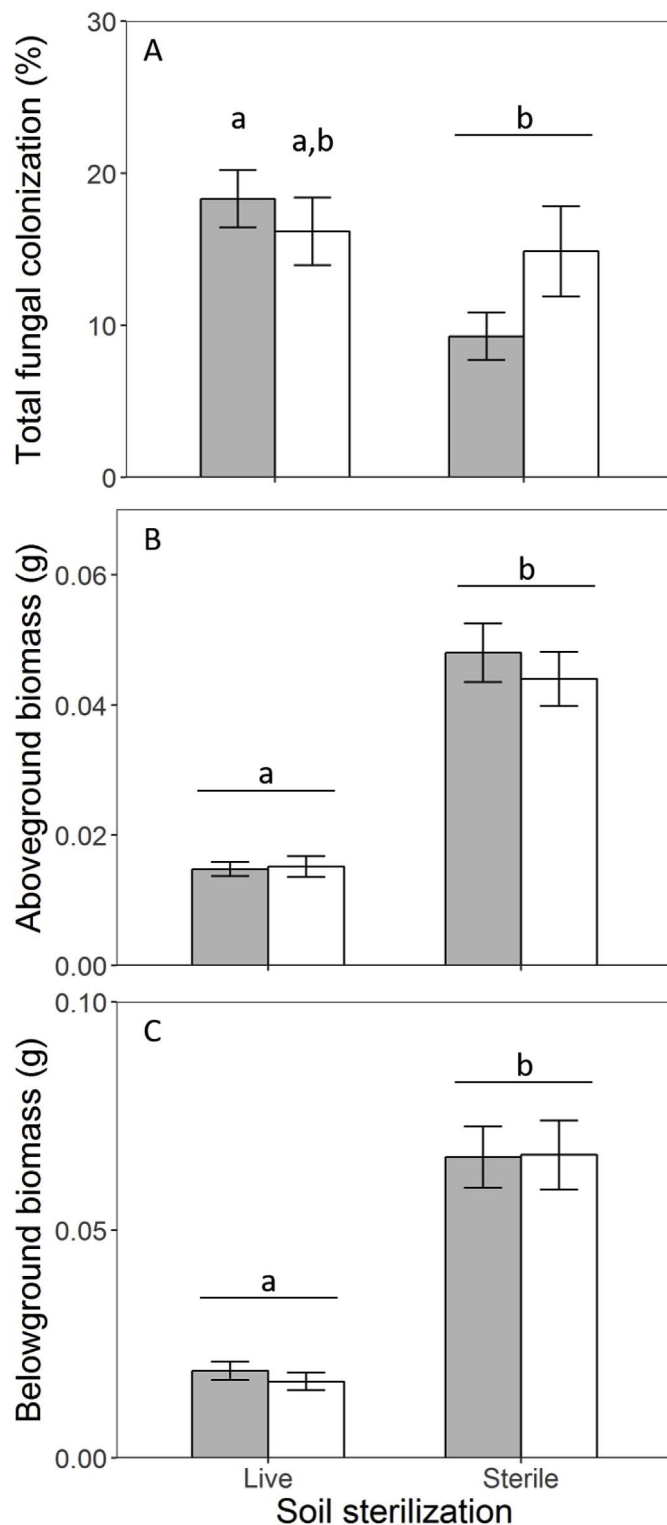 Total fungal colonization (%)
30
20
10
0
A
a
a,b
b
Aboveground biomass (g)
0.06
0.04
0.02
0.00
B
a
b
Belowground biomass (g)
0.10
0.05
0.00
C
a
b
Live
Sterile
Soil sterilization